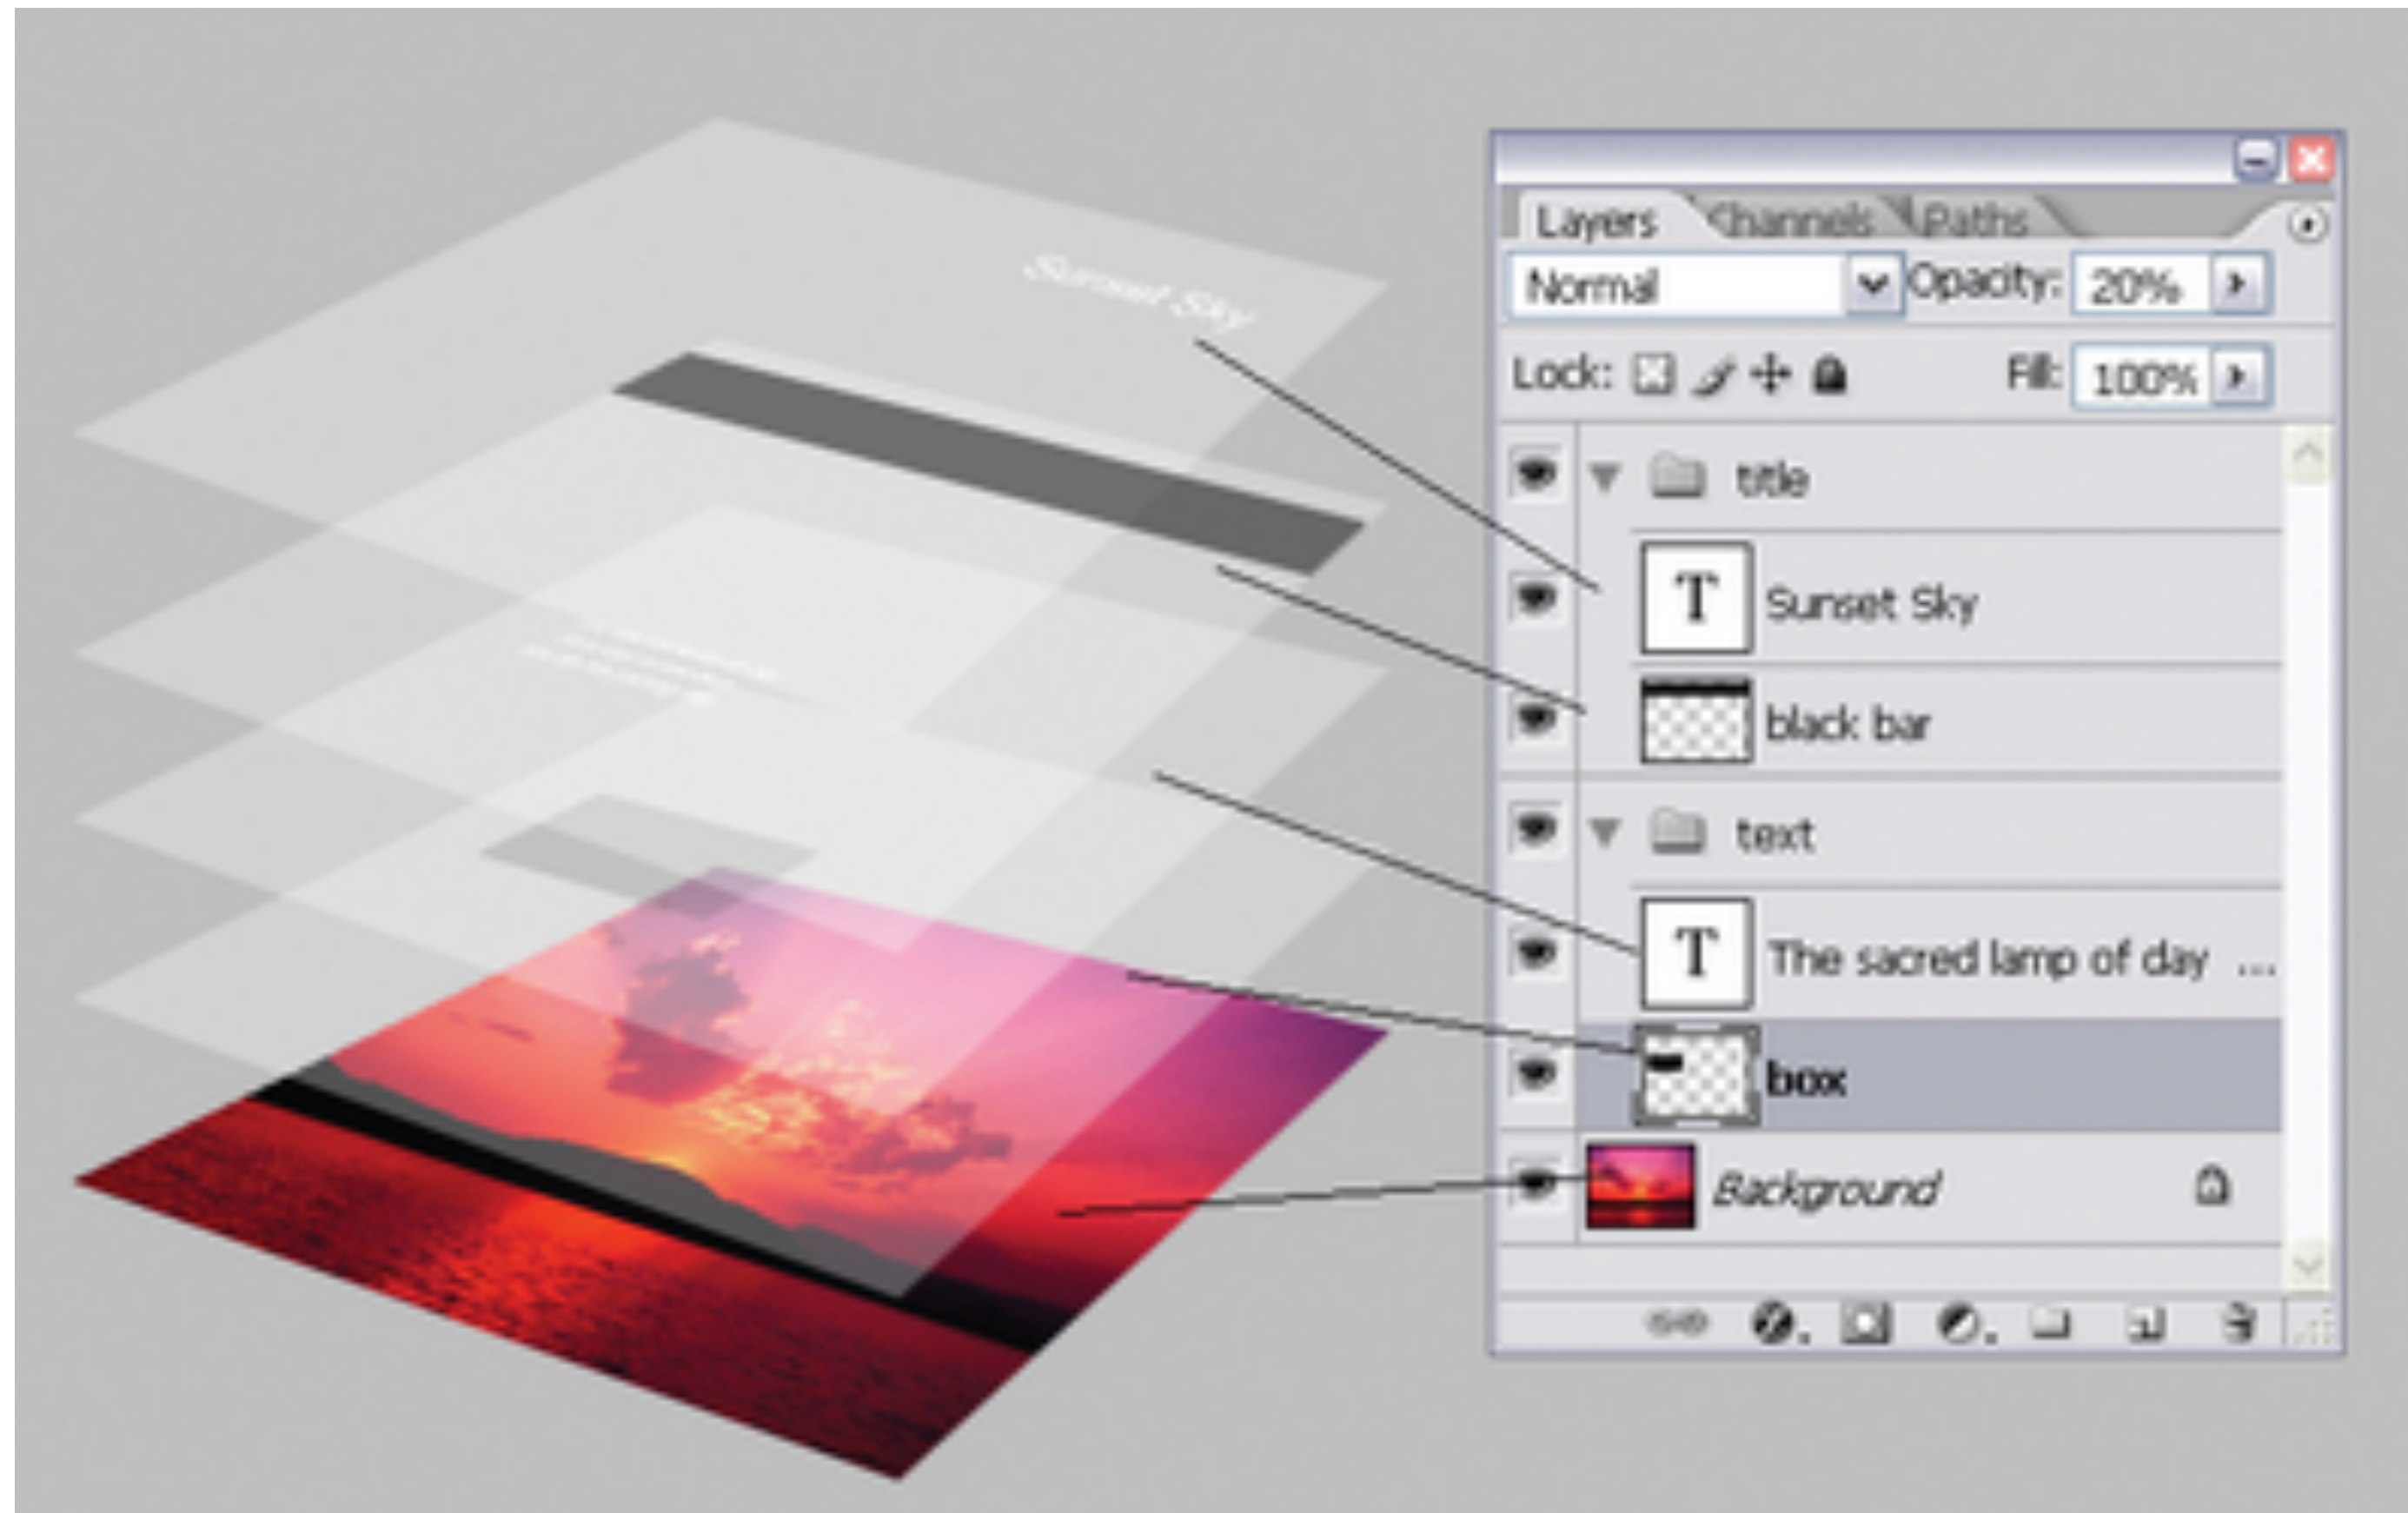 Sunset Sky
Layers Channels Paths
Normal Opacity: 20%
Lock: Fill: 100%
title
T Sunset Sky
black bar
text
T The sacred lamp of day ...
box
Background